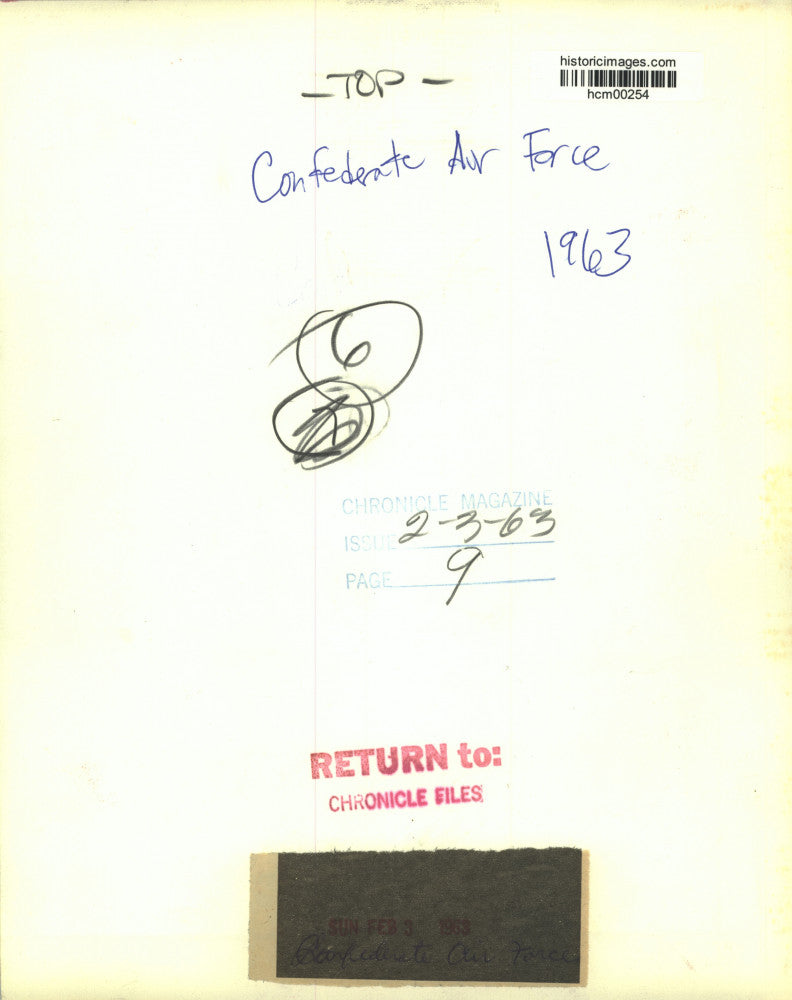 historicimages.com
hcm00254
— TOP —
Confederate Air Force
1963
6
CHRONICLE MAGAZINE
ISSUE 2-3-63
PAGE 9
RETURN to:
CHRONICLE FILES
SUN FEB 3 1963
Confederate Air Force